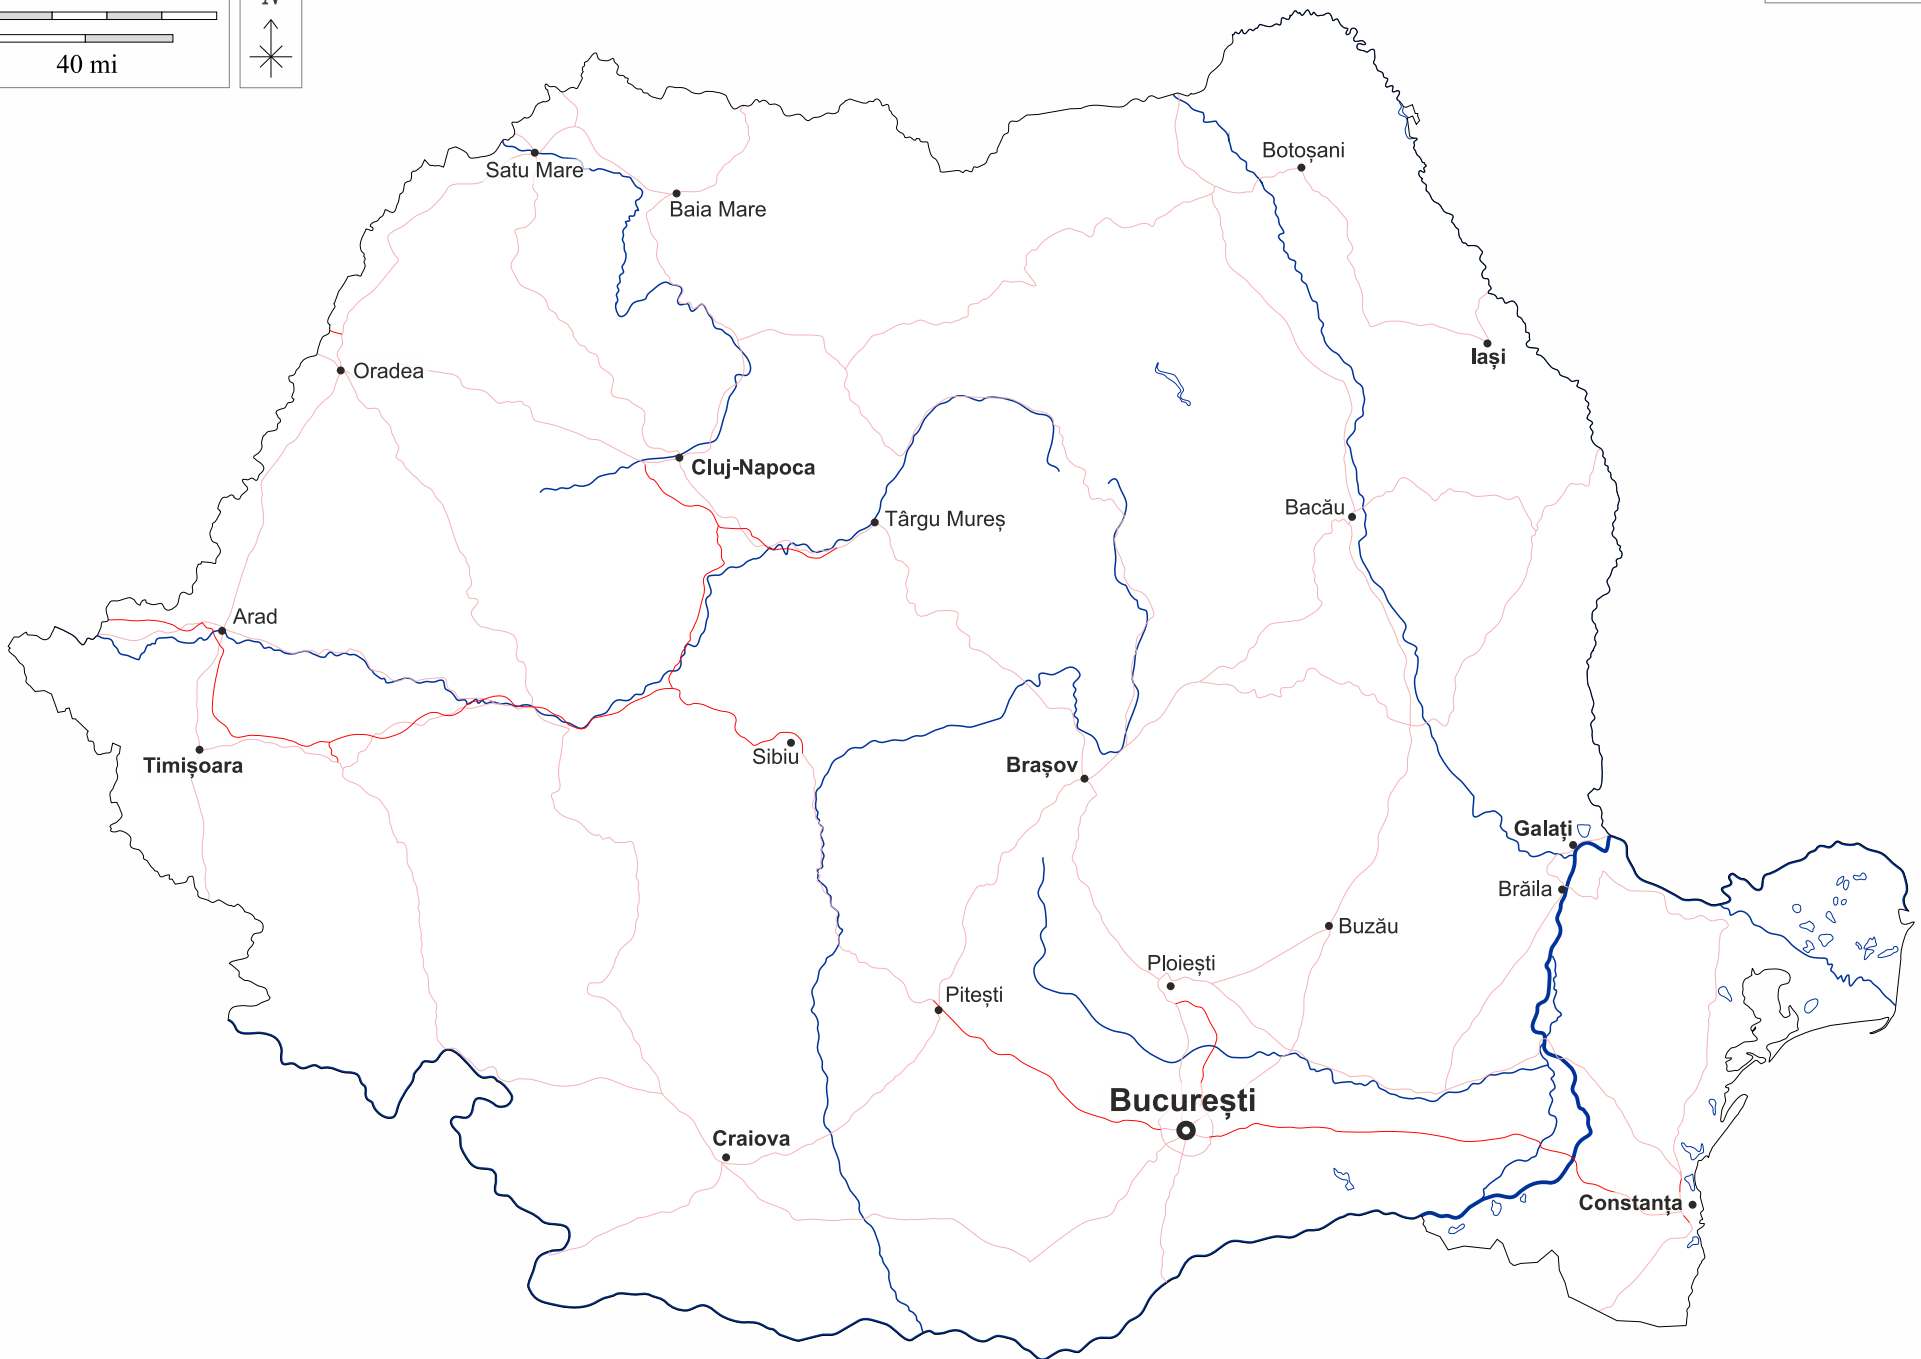 N
40 mi
Botoșani
Satu Mare
Baia Mare
Iași
Oradea
Cluj-Napoca
Bacău
Târgu Mureș
Arad
Timișoara
Sibiu
Brașov
Galați
Brăila
Buzău
Ploiești
Pitești
București
Craiova
Constanța